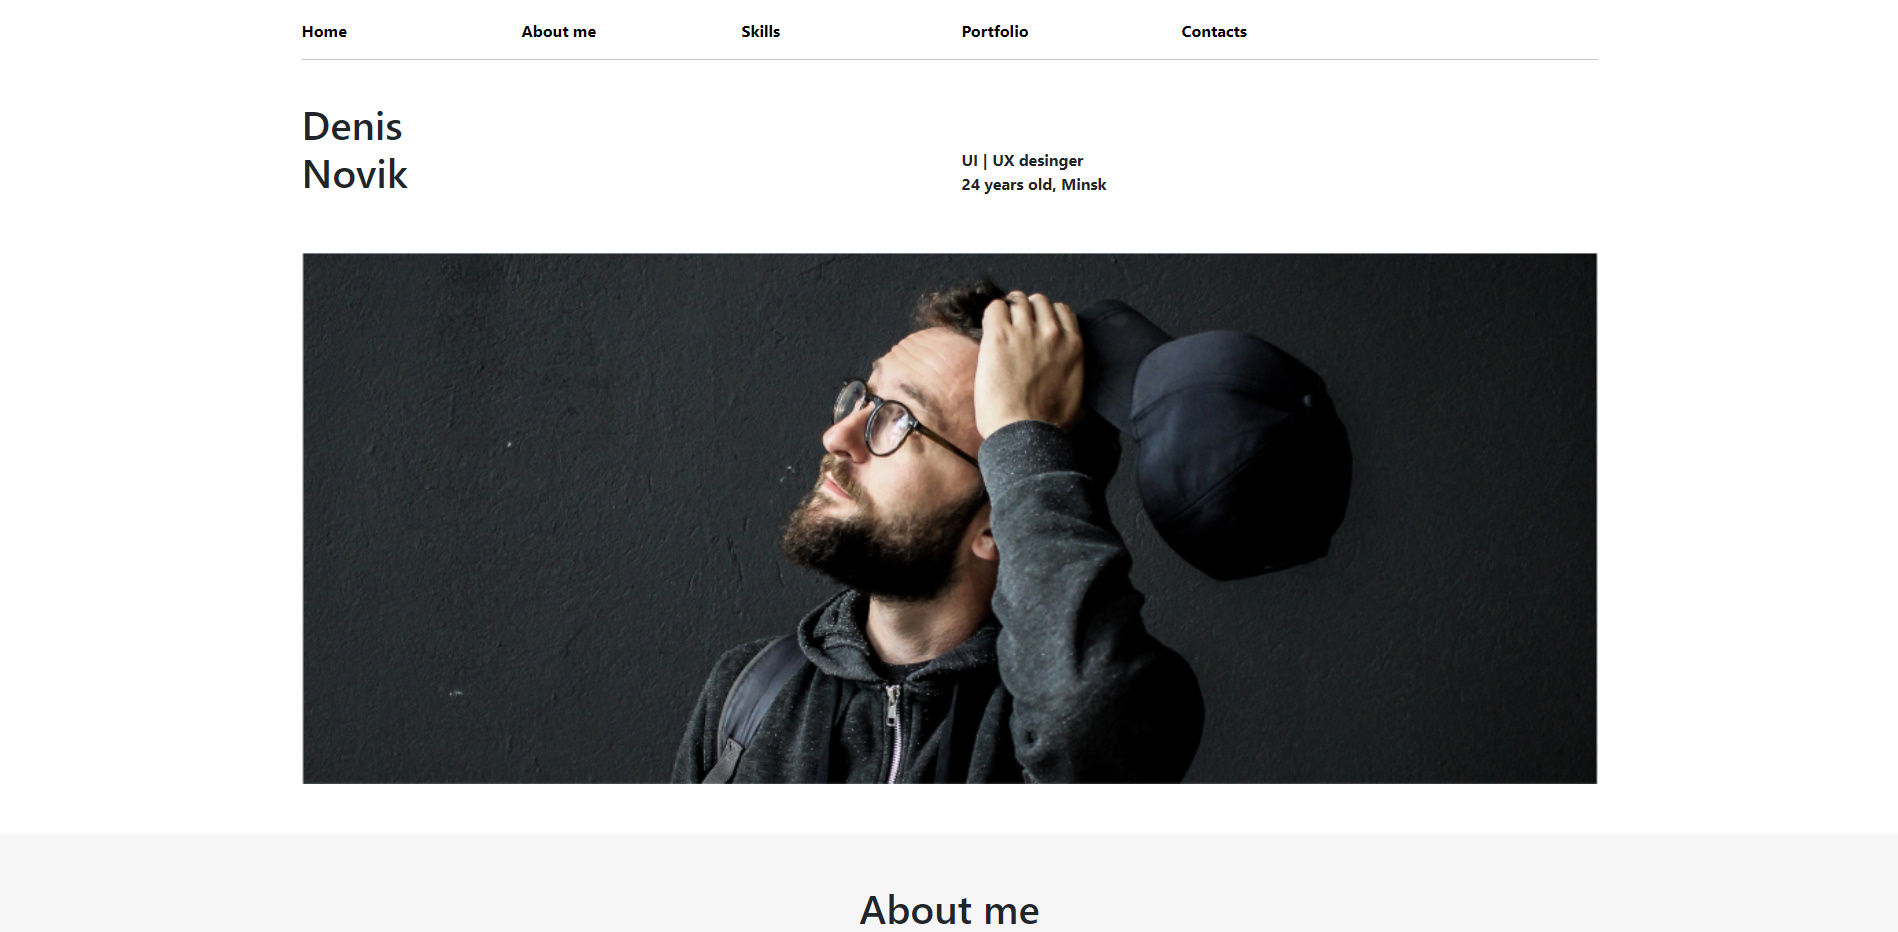 Home About me Skills Portfolio Contacts
Denis
Novik
UI | UX desinger
24 years old, Minsk
About me